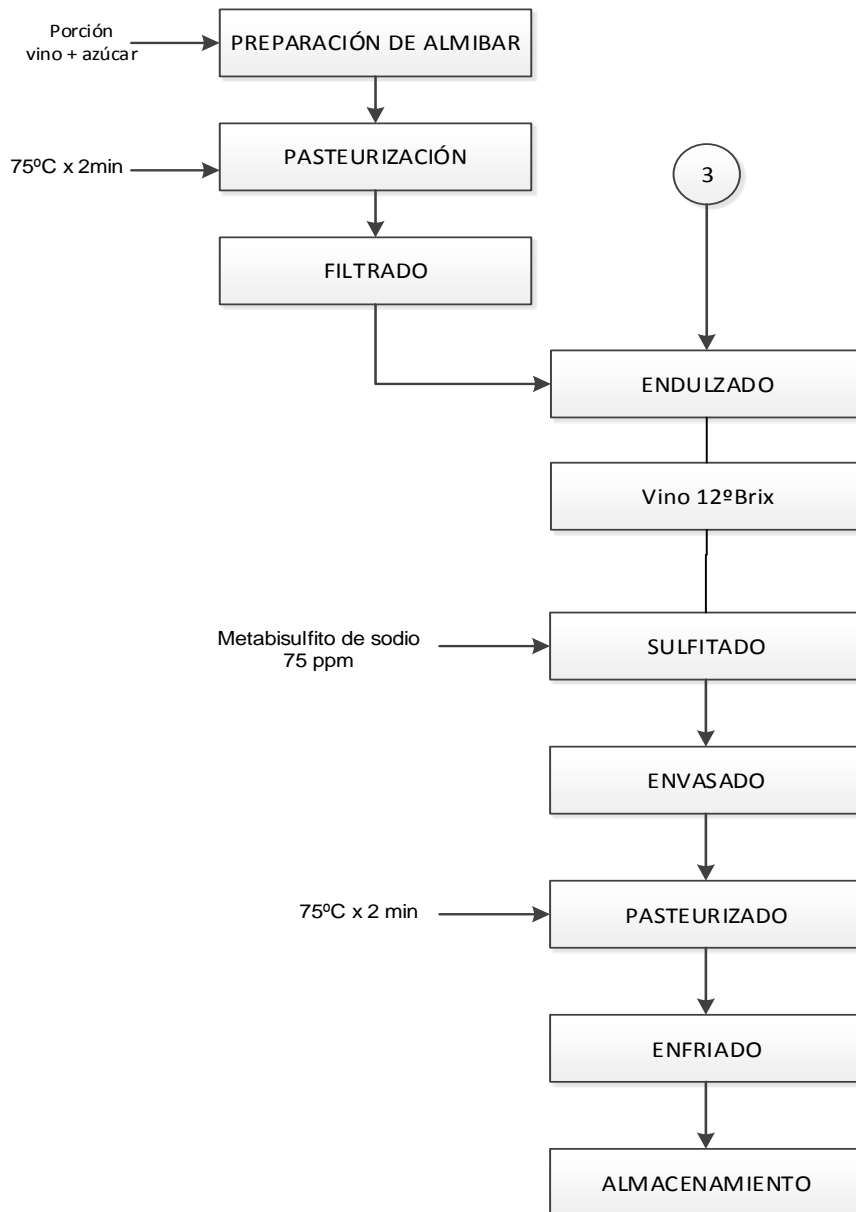 Porción
vino + azúcar
PREPARACIÓN DE ALMIBAR
75ºC x 2min
PASTEURIZACIÓN
3
FILTRADO
ENDULZADO
Vino 12ºBrix
Metabisulfito de sodio
75 ppm
SULFITADO
ENVASADO
75ºC x 2 min
PASTEURIZADO
ENFRIADO
ALMACENAMIENTO